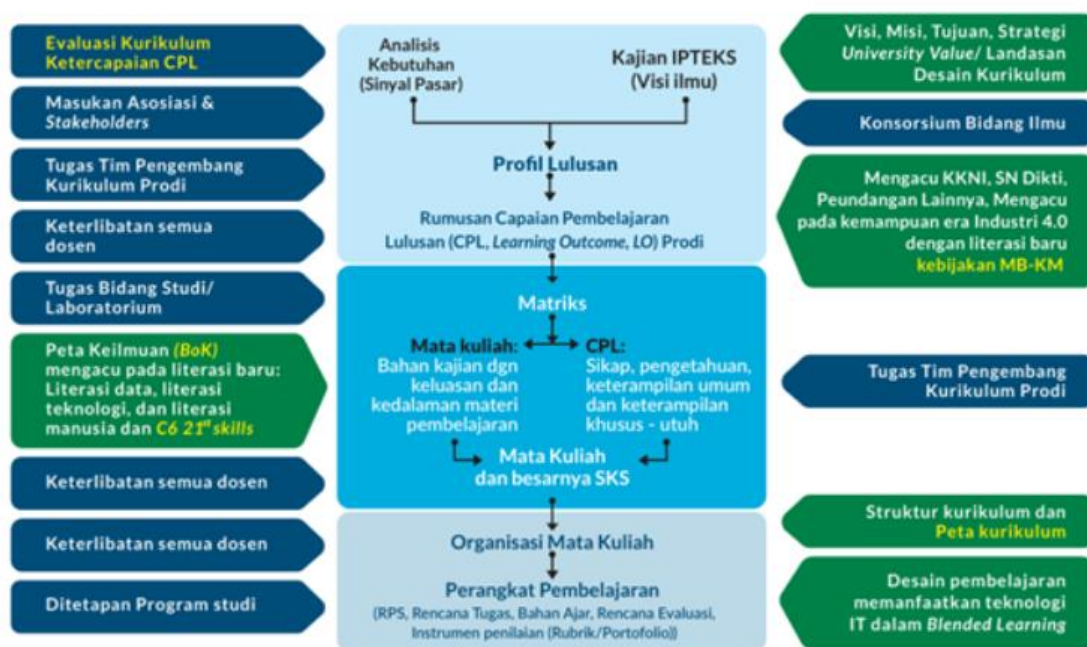 Evaluasi Kurikulum
Ketercapaian CPL
Masukan Asosiasi &
Stakeholders
Tugas Tim Pengembang
Kurikulum Prodi
Keterlibatan semua
dosen
Tugas Bidang Studi/
Laboratorium
Peta Keilmuan (BoK)
mengacu pada literasi baru:
Literasi data, literasi
teknologi, dan literasi
manusia dan C6 21st skills
Keterlibatan semua dosen
Keterlibatan semua dosen
Ditetapan Program studi
Analisis
Kebutuhan
(Sinyal Pasar)
Kajian IPTEKS
(Visi ilmu)
Profil Lulusan
Rumusan Capaian Pembelajaran
Lulusan (CPL, Learning Outcome, LO) Prodi
Matriks
Mata kuliah:
Bahan kajian dgn
keluasan dan
kedalaman materi
pembelajaran
CPL:
Sikap, pengetahuan,
keterampilan umum
dan keterampilan
khusus - utuh
Mata Kuliah
dan besarnya SKS
Organisasi Mata Kuliah
Perangkat Pembelajaran
(RPS, Rencana Tugas, Bahan Ajar, Rencana Evaluasi,
Instrumen penilaian (Rubrik/Portofolio))
Visi, Misi, Tujuan, Strategi
University Value/ Landasan
Desain Kurikulum
Konsorsium Bidang Ilmu
Mengacu KKNI, SN Dikti,
Peundangan Lainnya, Mengacu
pada kemampuan era Industri 4.0
dengan literasi baru
kebijakan MB-KM
Tugas Tim Pengembang
Kurikulum Prodi
Struktur kurikulum dan
Peta kurikulum
Desain pembelajaran
memanfaatkan teknologi
IT dalam Blended Learning